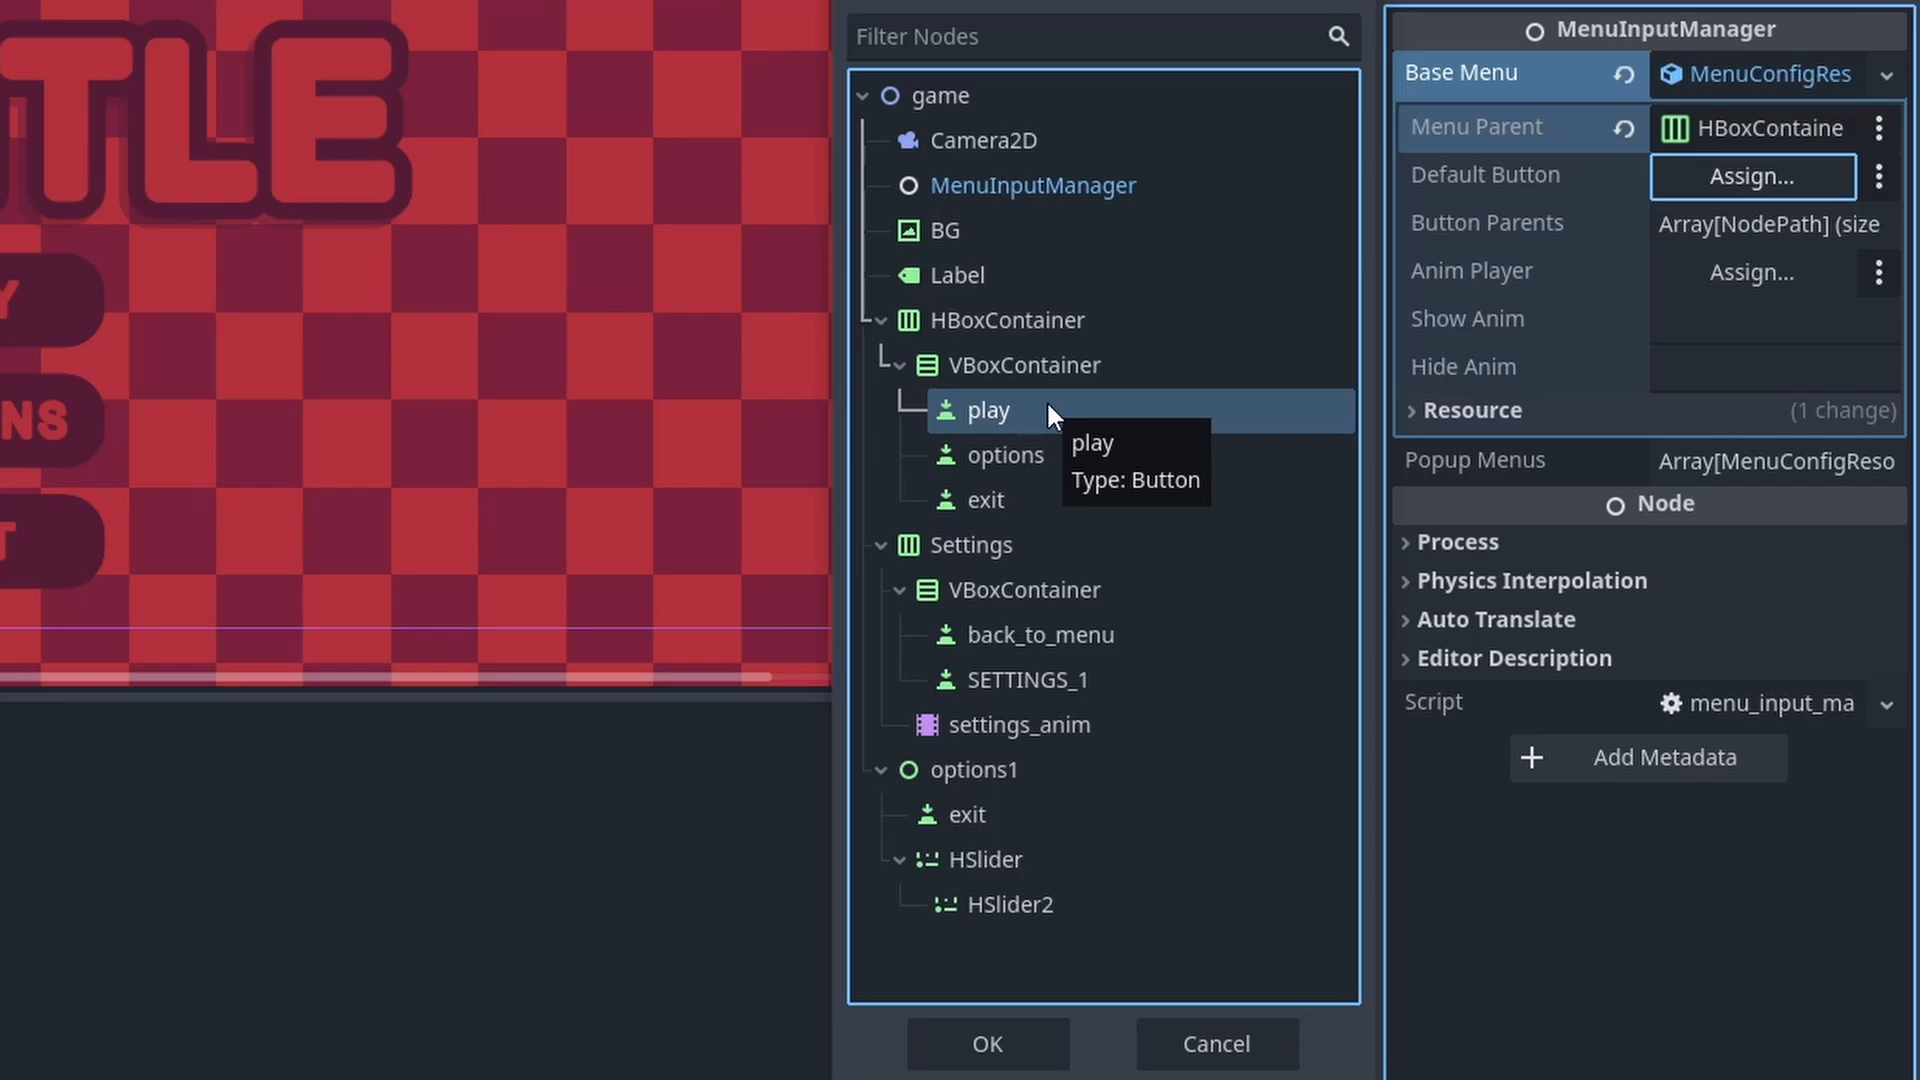 TLE
Y
NS
T
Filter Nodes
game
Camera2D
MenuInputManager
BG
Label
HBoxContainer
VBoxContainer
play
options
exit
play
Type: Button
Settings
VBoxContainer
back_to_menu
SETTINGS_1
settings_anim
options1
exit
HSlider
HSlider2
OK
Cancel
MenuInputManager
Base Menu
MenuConfigRes
Menu Parent
HBoxContaine
Default Button
Assign...
Button Parents
Array[NodePath] (size
Anim Player
Assign...
Show Anim
Hide Anim
Resource
(1 change)
Popup Menus
Array[MenuConfigReso
Node
Process
Physics Interpolation
Auto Translate
Editor Description
Script
menu_input_ma
Add Metadata